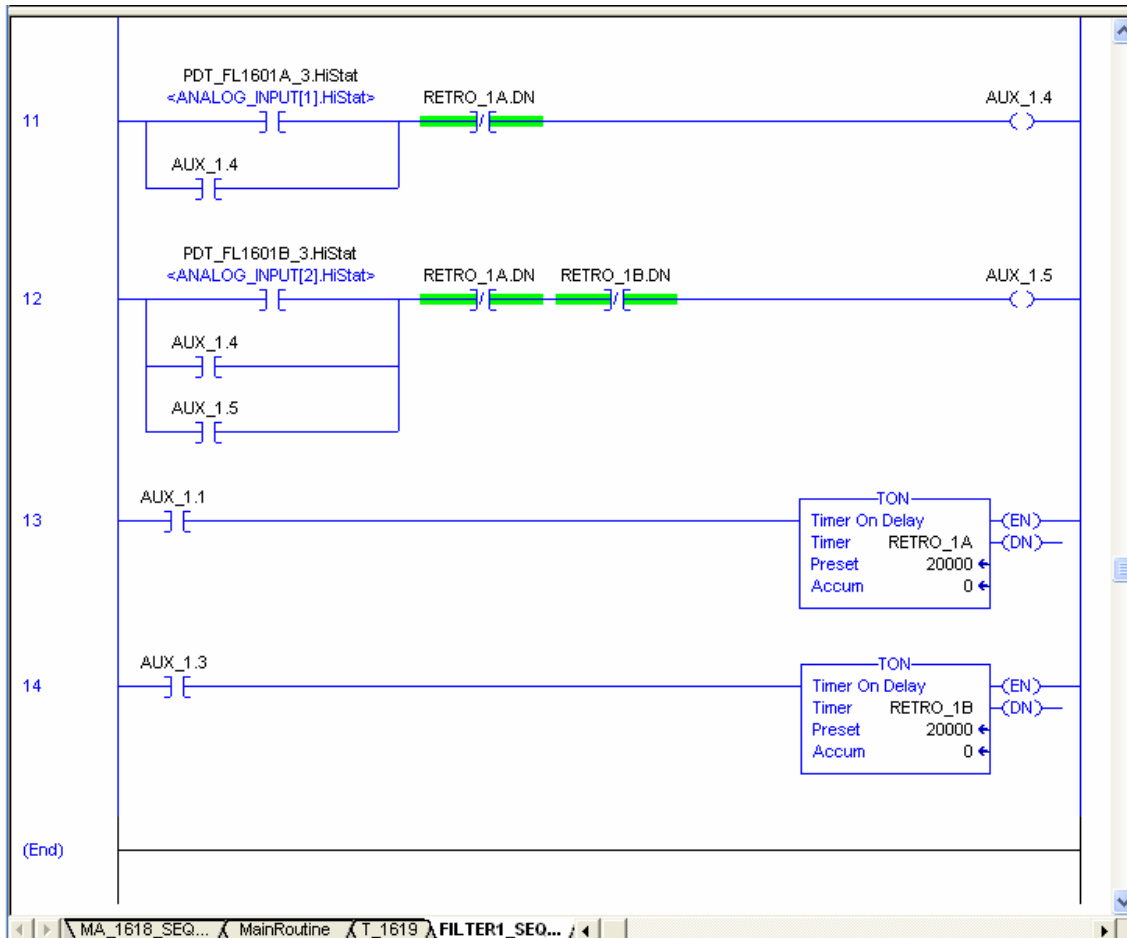 PDT_FL1601A_3.HiStat
<ANALOG_INPUT[1].HiStat>
RETRO_1A.DN
AUX_1.4
11
AUX_1.4
PDT_FL1601B_3.HiStat
<ANALOG_INPUT[2].HiStat>
RETRO_1A.DN
RETRO_1B.DN
AUX_1.5
12
AUX_1.4
AUX_1.5
AUX_1.1
13
TON
Timer On Delay
(EN)
Timer RETRO_1A
(DN)
Preset 20000
Accum 0
AUX_1.3
14
TON
Timer On Delay
(EN)
Timer RETRO_1B
(DN)
Preset 20000
Accum 0
(End)
MA_1618_SEQ... MainRoutine T_1619 FILTER1_SEQ...